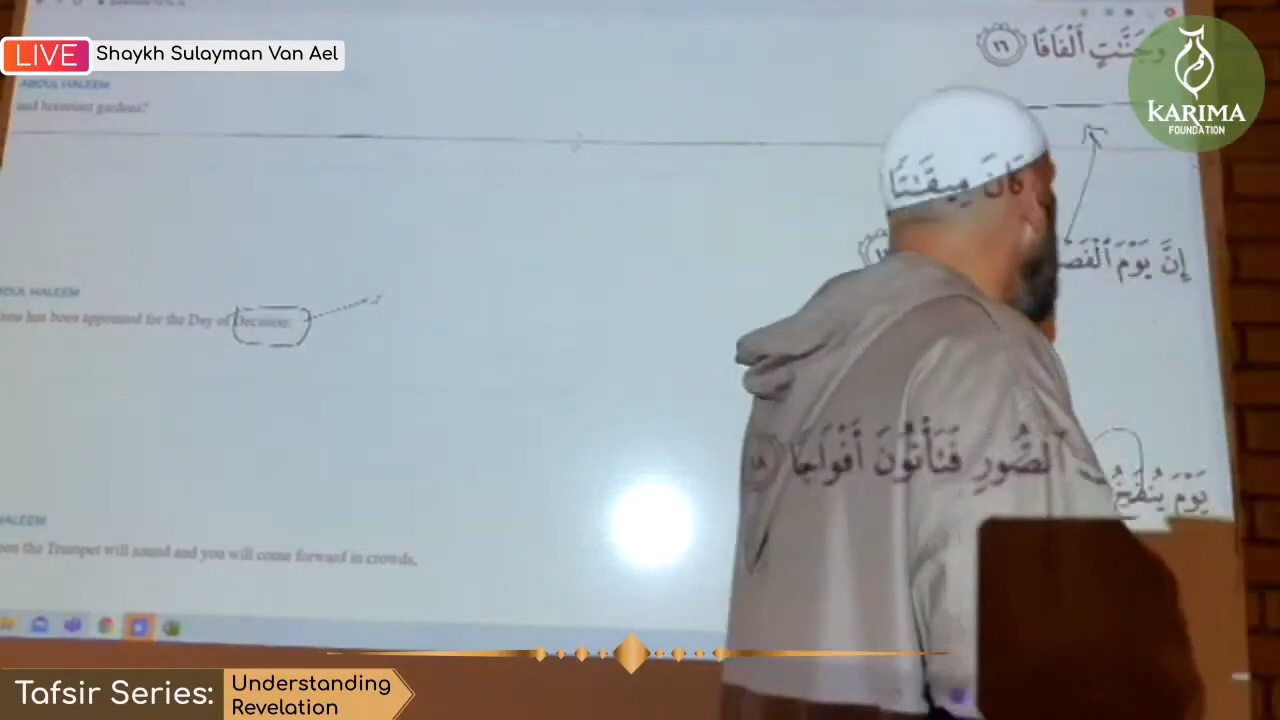 LIVE Shaykh Sulayman Van Ael
وَجَنَّٰتٍ أَلْفَافًا ١٦
KARIMA
FOUNDATION
ABDUL HALEEM
and luxuriant gardens?
كَانَ مِيقَٰتًا
إِنَّ يَوْمَ ٱلْفَصْ
ABDUL HALEEM
time has been appointed for the Day of Decision:
يَوْمَ يُنفَخُ ٱلصُّورِ فَتَأْتُونَ أَفْوَاجًا ١٨
HALEEM
the Trumpet will sound and you will come forward in crowds,
Tafsir Series:
Understanding
Revelation